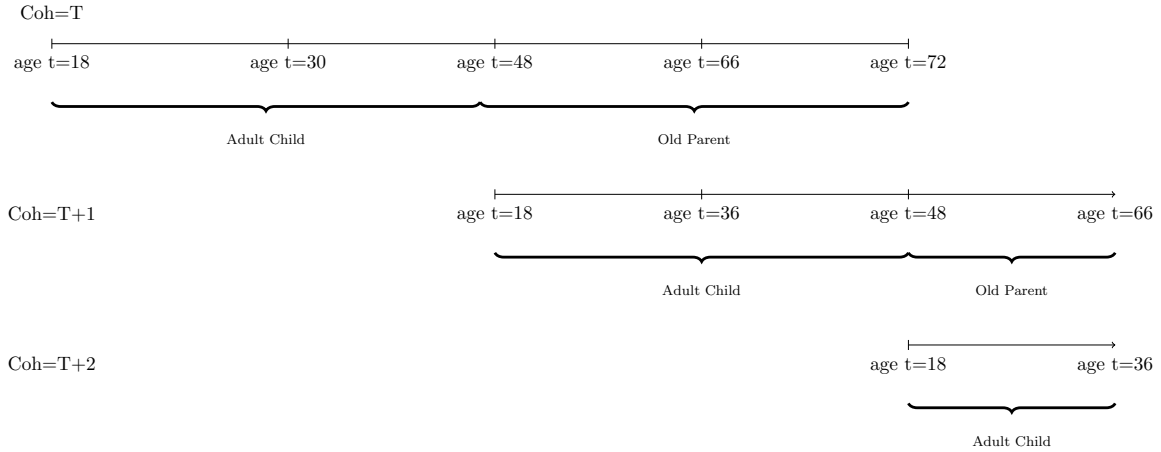 Coh=T
age t=18 age t=30 age t=48 age t=66 age t=72
Adult Child Old Parent
Coh=T+1 age t=18 age t=36 age t=48 age t=66
Adult Child Old Parent
Coh=T+2 age t=18 age t=36
Adult Child